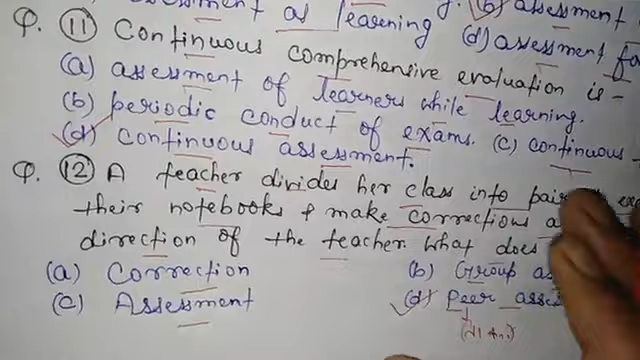 assessment as learning (b) assessment
(d) assessment fo
Q. (11) Continuous comprehensive evaluation is -
(a) assessment of learners while learning.
(b) periodic conduct of exams. (c) continuous
(d) continuous assessment.
Q. (12) A teacher divides her class into pairs ex
their notebooks & make corrections a
direction of the teacher what does
(a) Correction (b) Group as
(c) Assessment (d) Peer asse